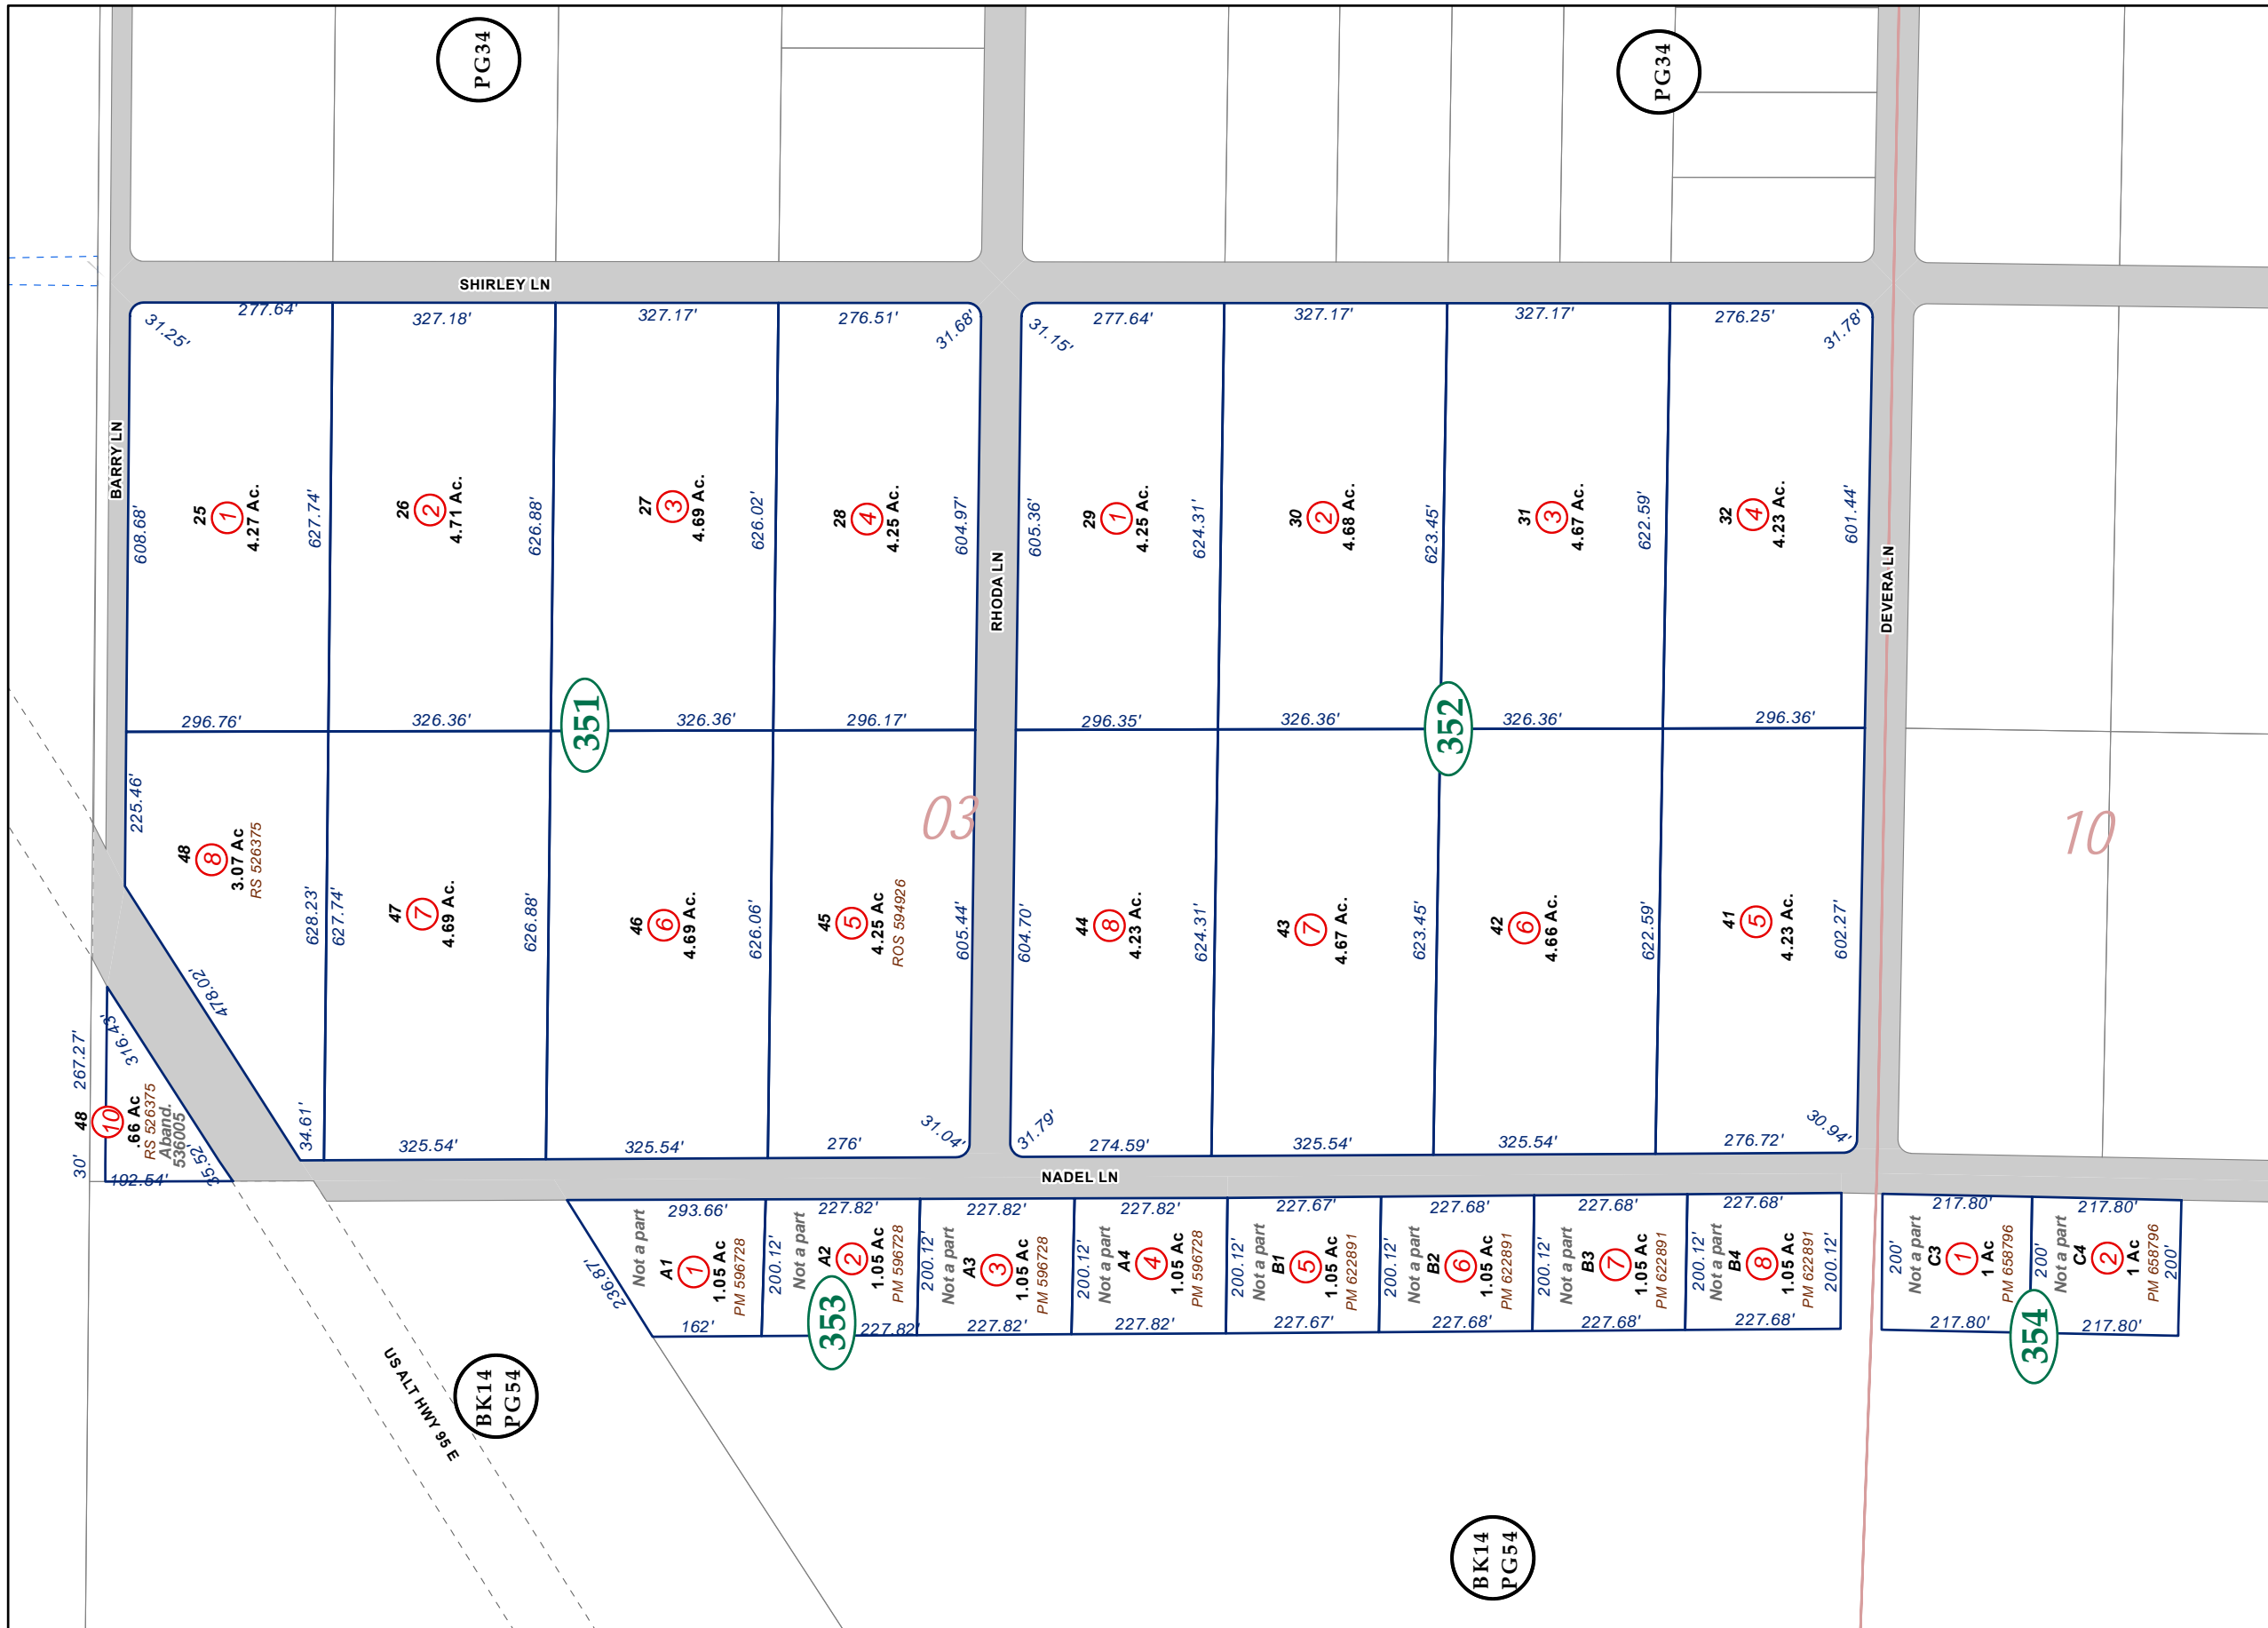 PG34
PG34
SHIRLEY LN
BARRY LN
RHODA LN
DEVERA LN
277.64'
327.18'
327.17'
276.51'
31.25'
31.68'
277.64'
327.17'
327.17'
276.25'
31.15'
31.78'
608.68'
25
1
4.27 Ac.
627.74'
26
2
4.71 Ac.
626.88'
27
3
4.69 Ac.
626.02'
28
4
4.25 Ac.
604.97'
605.36'
29
1
4.25 Ac.
624.31'
30
2
4.68 Ac.
623.45'
31
3
4.67 Ac.
622.59'
32
4
4.23 Ac.
601.44'
296.76'
326.36'
351
326.36'
296.17'
296.35'
326.36'
352
326.36'
296.36'
03
10
225.46'
48
8
3.07 Ac
RS 526375
628.23'
627.74'
47
7
4.69 Ac.
626.88'
46
6
4.69 Ac.
626.06'
45
5
4.25 Ac
ROS 594926
605.44'
604.70'
44
8
4.23 Ac.
624.31'
43
7
4.67 Ac.
623.45'
42
6
4.66 Ac.
622.59'
41
5
4.23 Ac.
602.27'
478.02'
316.43'
267.27'
30'
48
10
.66 Ac
RS 526375
Aband.
536005
35.52'
192.54'
34.61'
325.54'
325.54'
276'
31.04'
31.79'
274.59'
325.54'
325.54'
276.72'
30.94'
NADEL LN
293.66'
227.82'
227.82'
227.82'
227.67'
227.68'
227.68'
227.68'
217.80'
217.80'
236.87'
Not a part
A1
1
1.05 Ac
PM 596728
200.12'
Not a part
A2
2
1.05 Ac
PM 596728
200.12'
Not a part
A3
3
1.05 Ac
PM 596728
200.12'
Not a part
A4
4
1.05 Ac
PM 596728
200.12'
Not a part
B1
5
1.05 Ac
PM 622891
200.12'
Not a part
B2
6
1.05 Ac
PM 622891
200.12'
Not a part
B3
7
1.05 Ac
PM 622891
200.12'
Not a part
B4
8
1.05 Ac
PM 622891
200.12'
200'
Not a part
C3
1
1 Ac
PM 658796
200'
Not a part
C4
2
1 Ac
PM 658796
200'
162'
353
227.82'
227.82'
227.82'
227.67'
227.68'
227.68'
227.68'
217.80'
354
217.80'
US ALT HWY 95 E
BK14
PG54
BK14
PG54